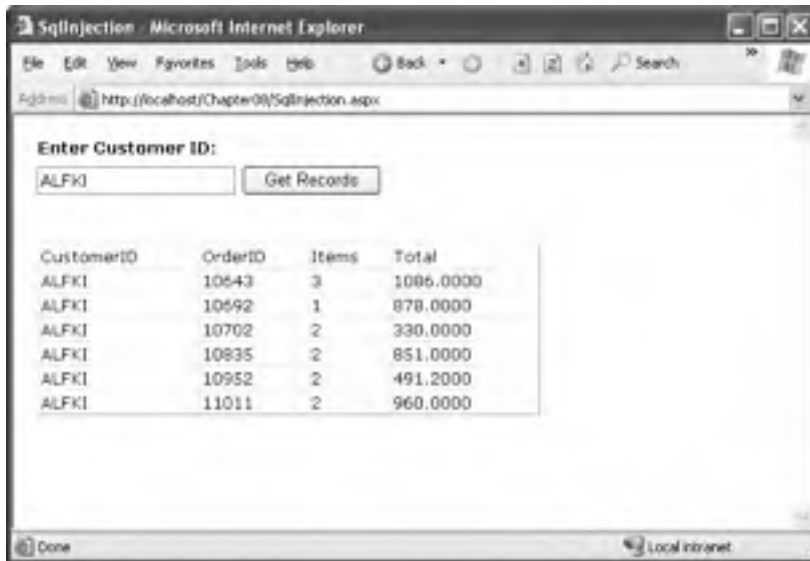 SqlInjection - Microsoft Internet Explorer
File Edit View Favorites Tools Help Back Search
Address http://localhost/Chapter08/SqlInjection.aspx
Enter Customer ID:
ALFKI Get Records
CustomerID OrderID Items Total
ALFKI 10643 3 1086.0000
ALFKI 10692 1 878.0000
ALFKI 10702 2 330.0000
ALFKI 10835 2 851.0000
ALFKI 10952 2 491.2000
ALFKI 11011 2 960.0000
Done Local intranet